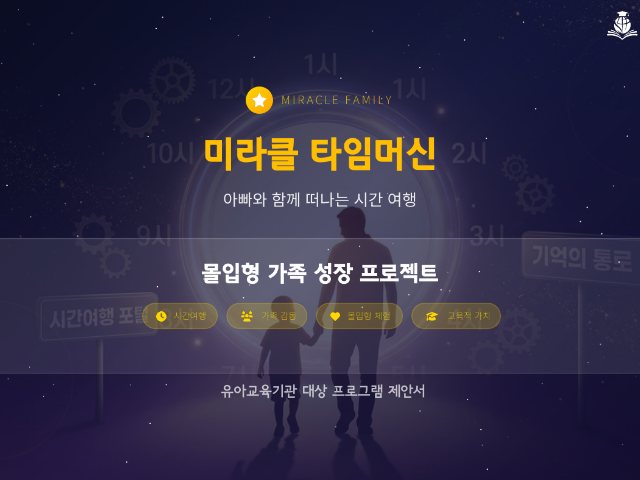 1시
12시
1시
MIRACLE FAMILY
10시
미라클 타임머신
2시
아빠와 함께 떠나는 시간 여행
9시
3시
기억의 통로
몰입형 가족 성장 프로젝트
시간여행 포털
시간여행
가족 감동
몰입형 체험
교육적 가치
유아교육기관 대상 프로그램 제안서